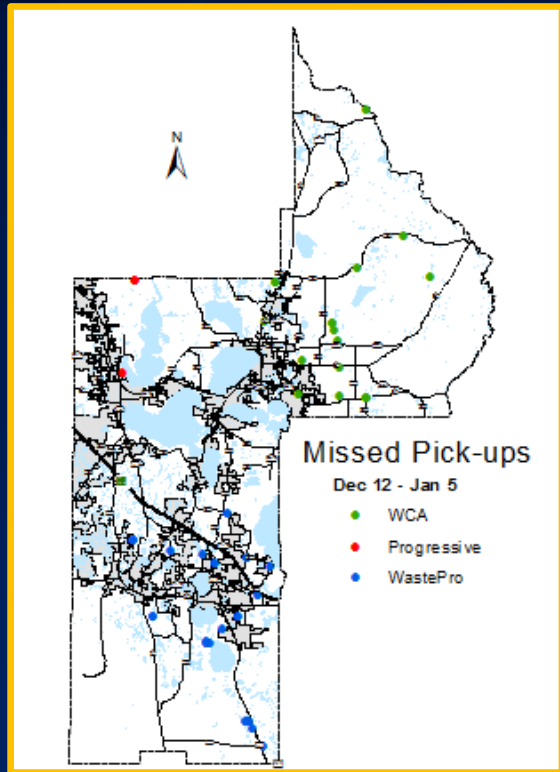 N
Missed Pick-ups
Dec 12 - Jan 5
WCA
Progressive
WastePro